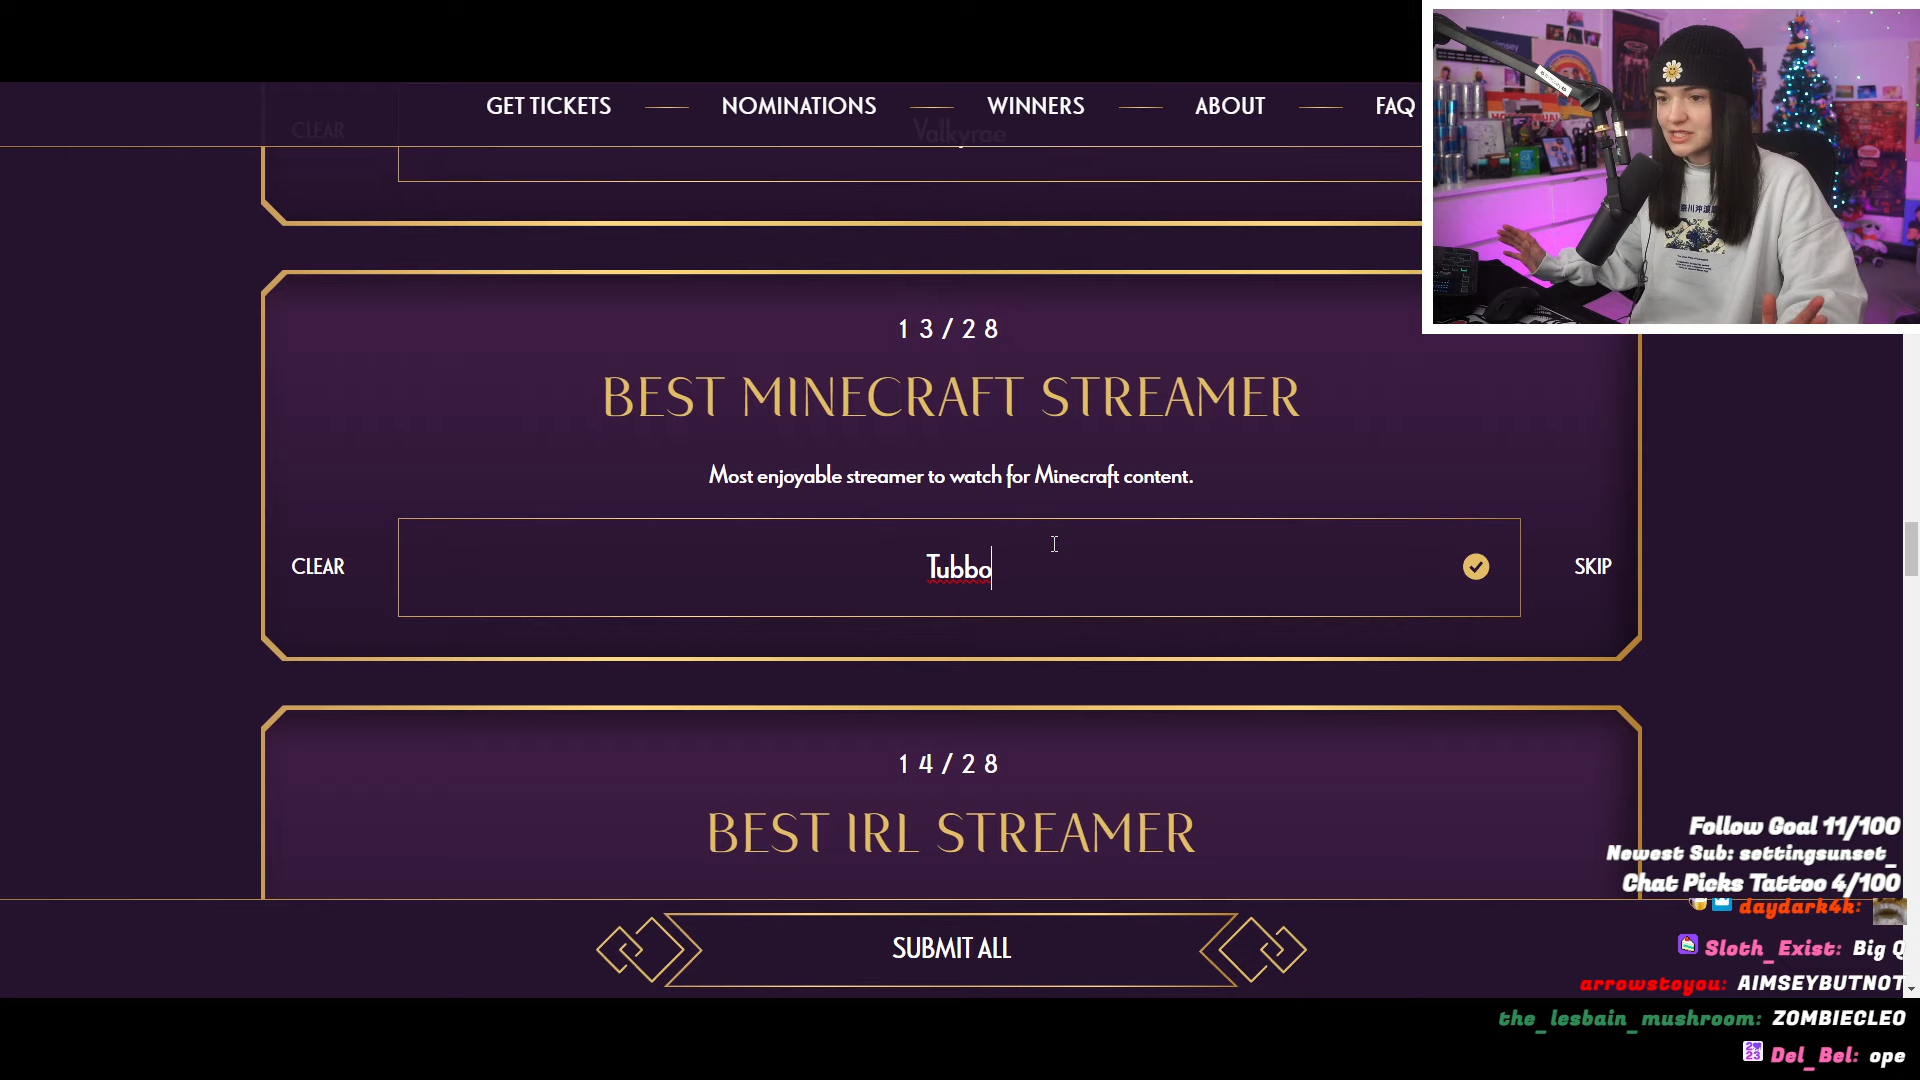 GET TICKETS
NOMINATIONS
WINNERS
ABOUT
FAQ
CLEAR
Valkyrae
13/28
BEST MINECRAFT STREAMER
Most enjoyable streamer to watch for Minecraft content.
CLEAR
Tubbo
SKIP
14/28
BEST IRL STREAMER
SUBMIT ALL
Follow Goal 11/100
Newest Sub: settingsunset_
Chat Picks Tattoo 4/100
daydark4k:
Sloth_Exist: Big Q
arrowstoyou: AIMSEYBUTNOT
the_lesbain_mushroom: ZOMBIECLEO
Del_Bel: ope